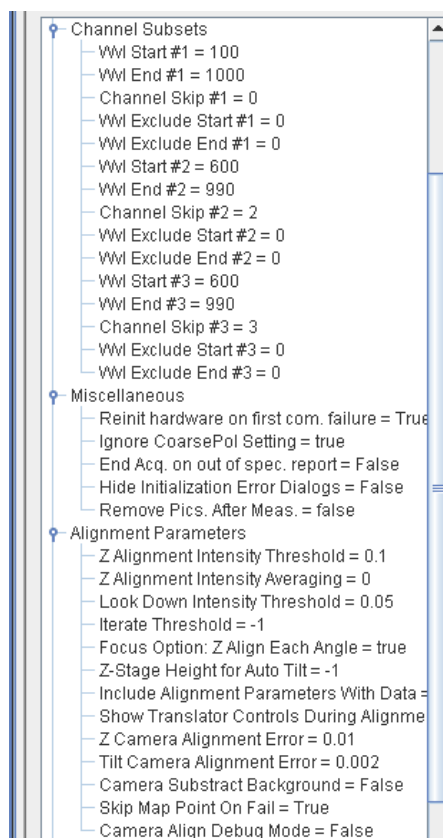 Channel Subsets
Wvl Start #1 = 100
Wvl End #1 = 1000
Channel Skip #1 = 0
Wvl Exclude Start #1 = 0
Wvl Exclude End #1 = 0
Wvl Start #2 = 600
Wvl End #2 = 990
Channel Skip #2 = 2
Wvl Exclude Start #2 = 0
Wvl Exclude End #2 = 0
Wvl Start #3 = 600
Wvl End #3 = 990
Channel Skip #3 = 3
Wvl Exclude Start #3 = 0
Wvl Exclude End #3 = 0
Miscellaneous
Reinit hardware on first com. failure = True
Ignore CoarsePol Setting = true
End Acq. on out of spec. report = False
Hide Initialization Error Dialogs = False
Remove Pics. After Meas. = false
Alignment Parameters
Z Alignment Intensity Threshold = 0.1
Z Alignment Intensity Averaging = 0
Look Down Intensity Threshold = 0.05
Iterate Threshold = -1
Focus Option: Z Align Each Angle = true
Z-Stage Height for Auto Tilt = -1
Include Alignment Parameters With Data =
Show Translator Controls During Alignme
Z Camera Alignment Error = 0.01
Tilt Camera Alignment Error = 0.002
Camera Substract Background = False
Skip Map Point On Fail = True
Camera Align Debug Mode = False